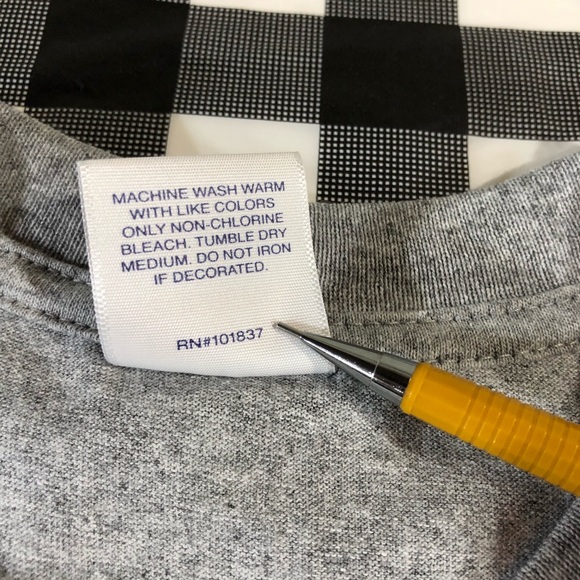 MACHINE WASH WARM
WITH LIKE COLORS
ONLY NON-CHLORINE
BLEACH. TUMBLE DRY
MEDIUM. DO NOT IRON
IF DECORATED.
RN#101837